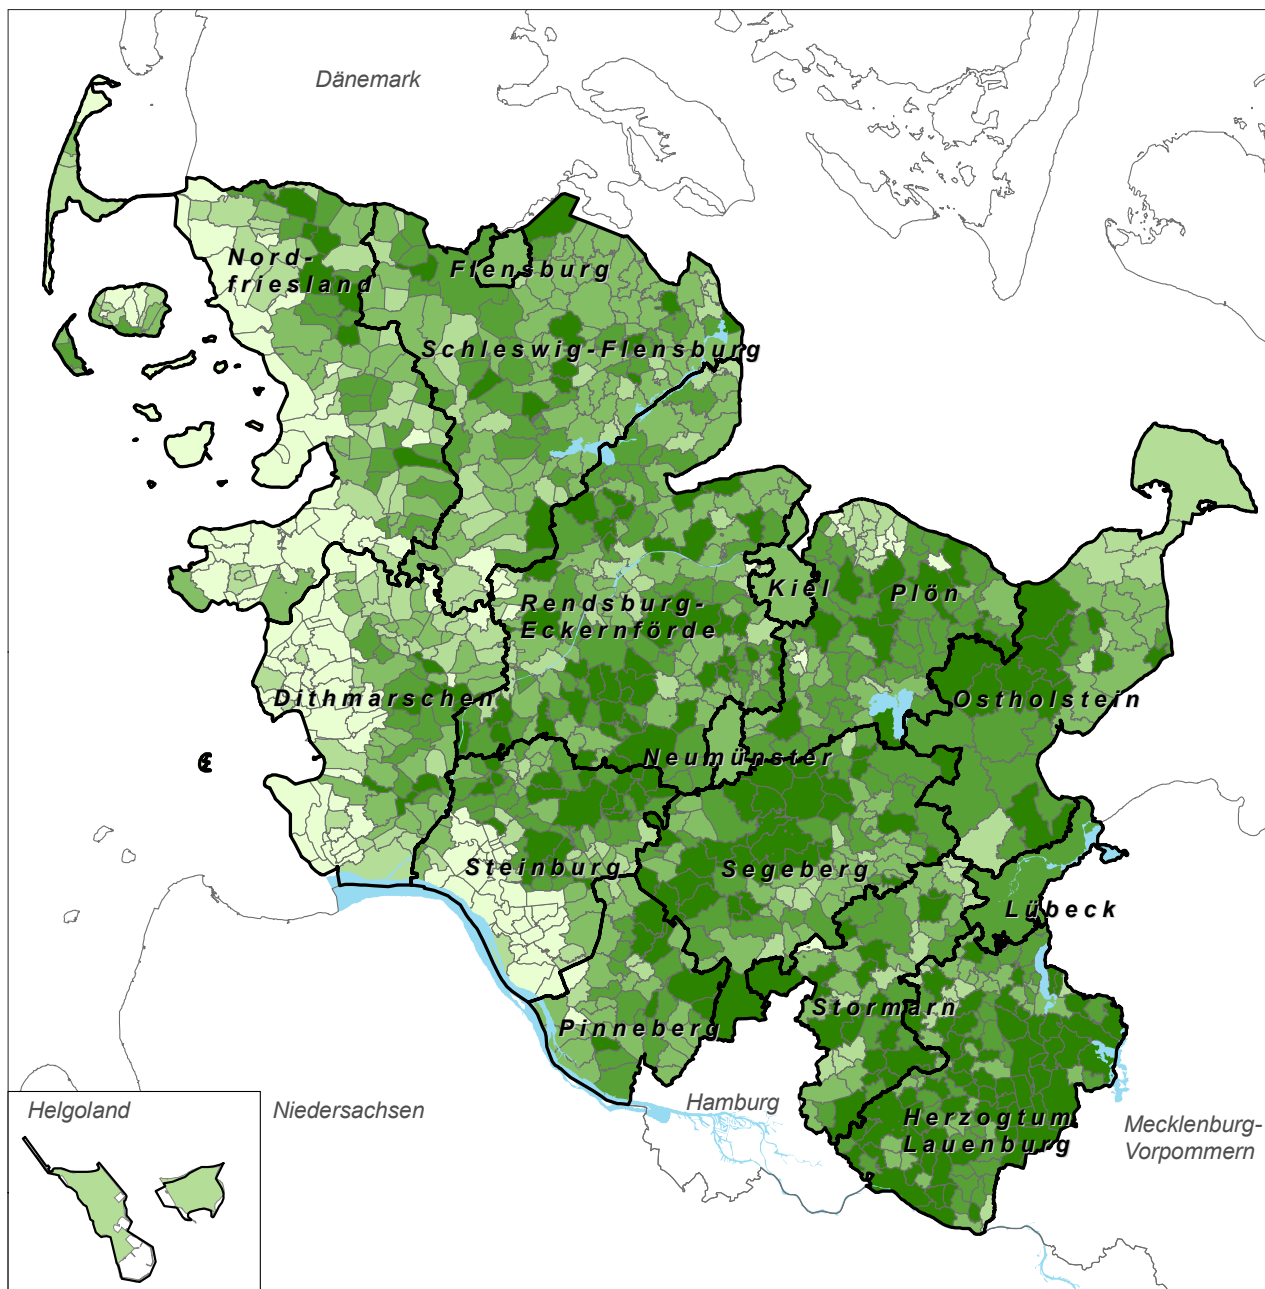 Dänemark
Nord-
friesland
Flensburg
Schleswig-Flensburg
Kiel
Plön
Rendsburg-
Eckernförde
Ostholstein
Dithmarschen
Neumünster
Steinburg
Segeberg
Lübeck
Stormarn
Pinneberg
Helgoland
Niedersachsen
Hamburg
Herzogtum
Lauenburg
Mecklenburg-
Vorpommern